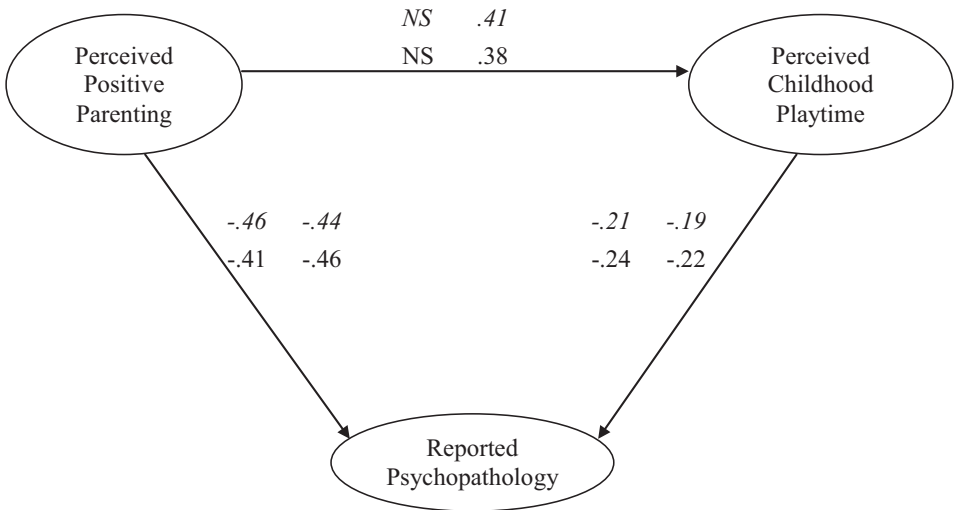 NS .41
NS .38
Perceived
Positive
Parenting
Perceived
Childhood
Playtime
-.46 -.44
-.41 -.46
-.21 -.19
-.24 -.22
Reported
Psychopathology